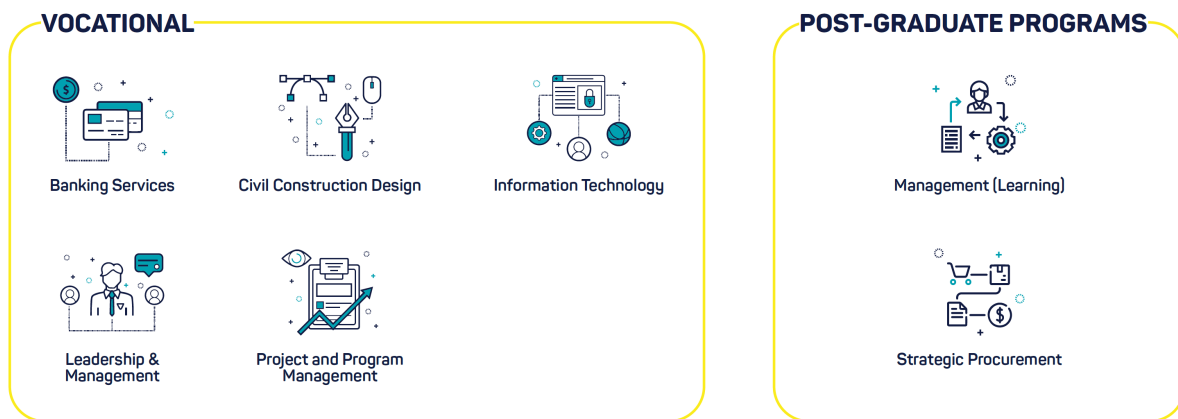 VOCATIONAL
Banking Services
Civil Construction Design
Information Technology
Leadership &
Management
Project and Program
Management
POST-GRADUATE PROGRAMS
Management (Learning)
Strategic Procurement